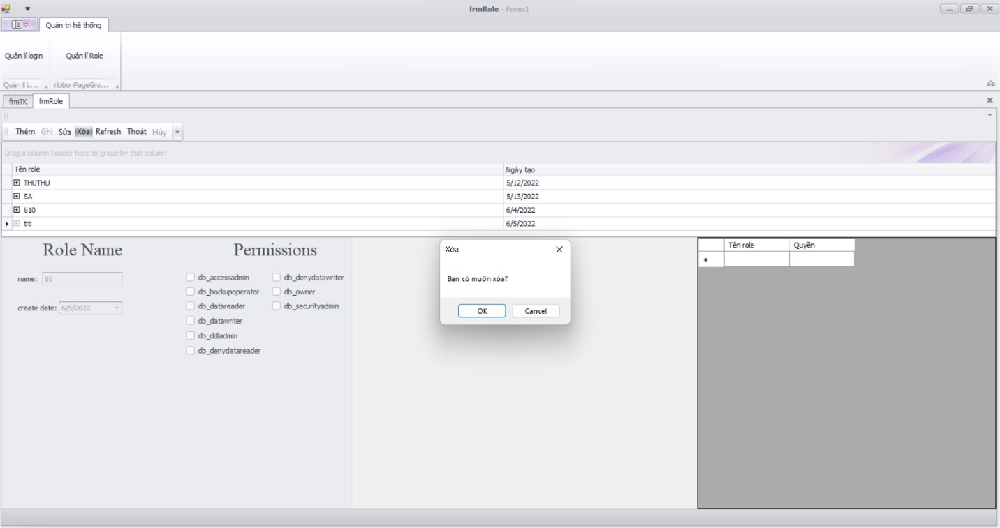 frmRole - Form1
Quản trị hệ thống
Quản lí login
Quản lí Role
Quản lí L...
ribbonPageGro...
frmTK
frmRole
Thêm Ghi Sửa Xóa Refresh Thoát Hủy
Drag a column header here to group by that column
Tên role Ngày tạo
THUTHU 5/12/2022
SA 5/13/2022
ti10 6/4/2022
titi 6/5/2022
Role Name
name: titi
create date: 6/5/2022
Permissions
db_accessadmin db_denydatawriter
db_backupoperator db_owner
db_datareader db_securityadmin
db_datawriter
db_ddladmin
db_denydatareader
Xóa
Bạn có muốn xóa?
OK Cancel
Tên role Quyền